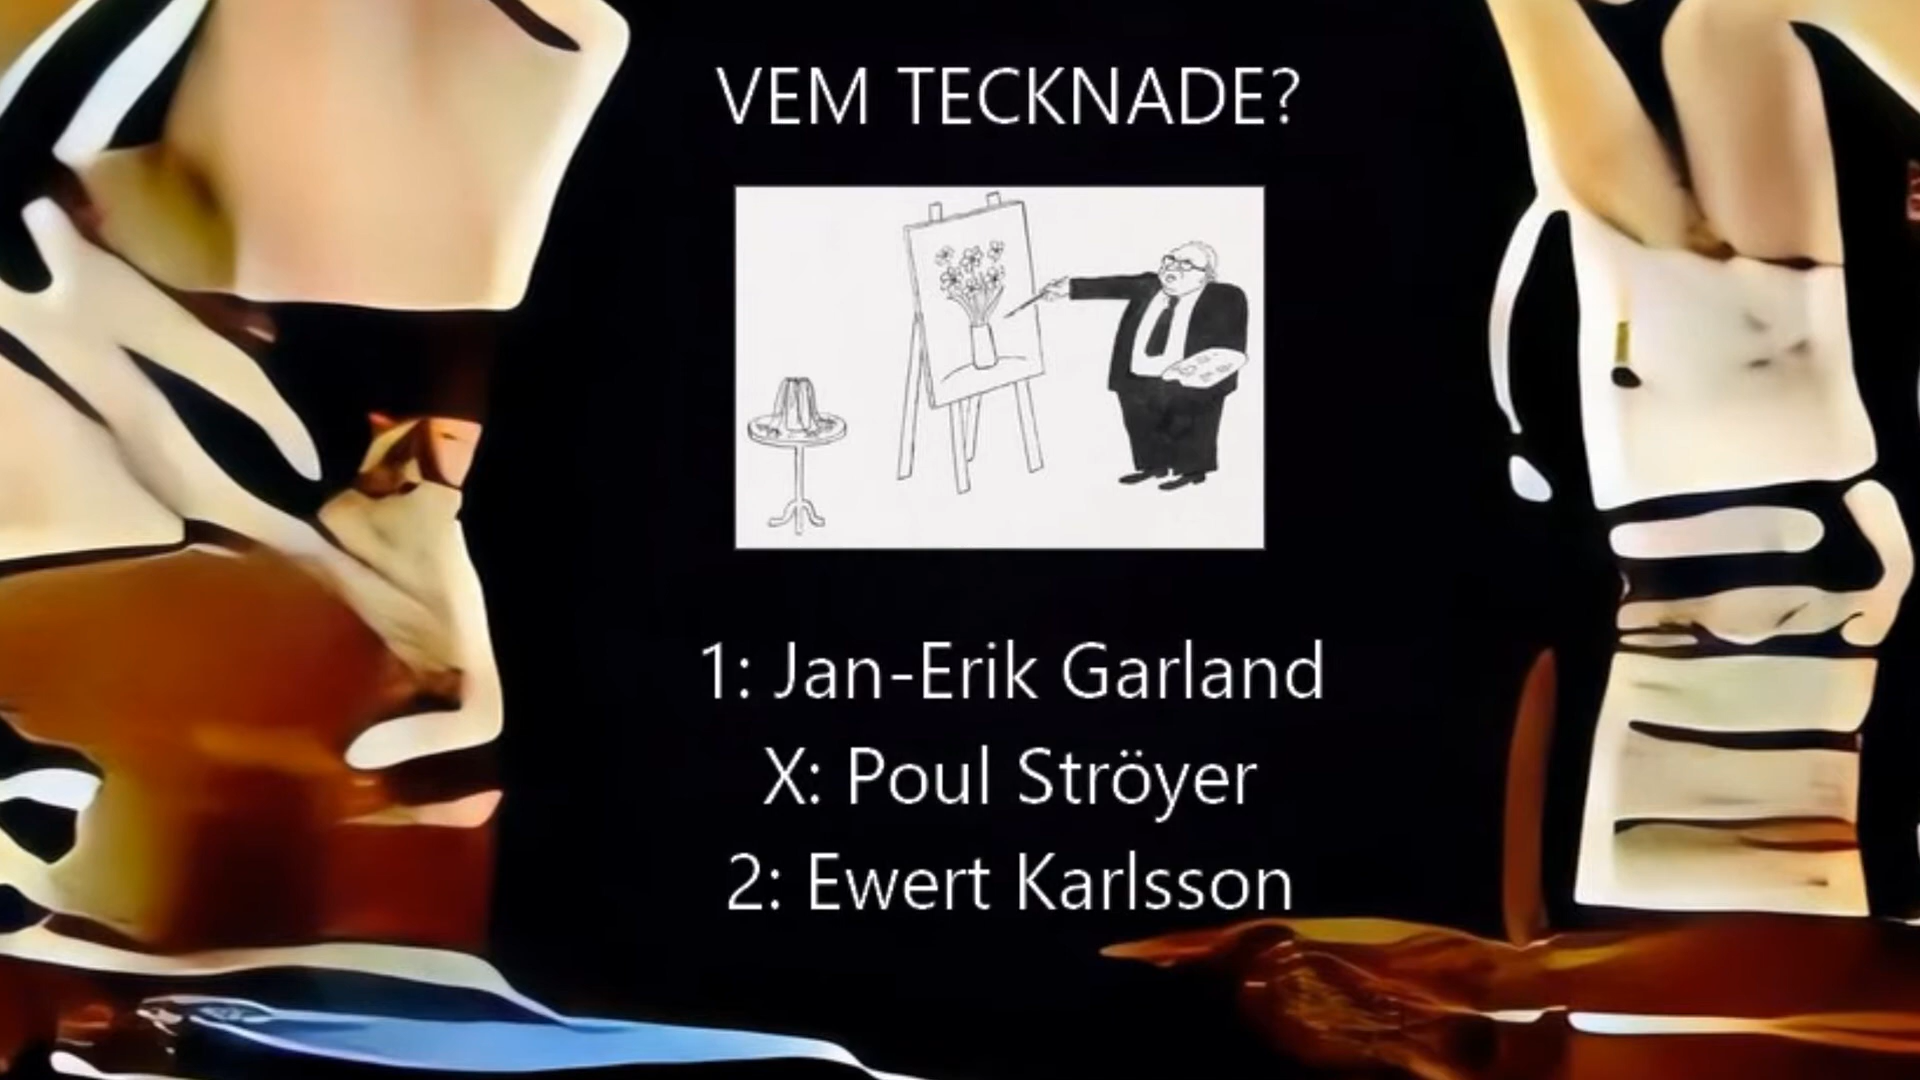 VEM TECKNADE?
1: Jan-Erik Garland
X: Poul Ströyer
2: Ewert Karlsson